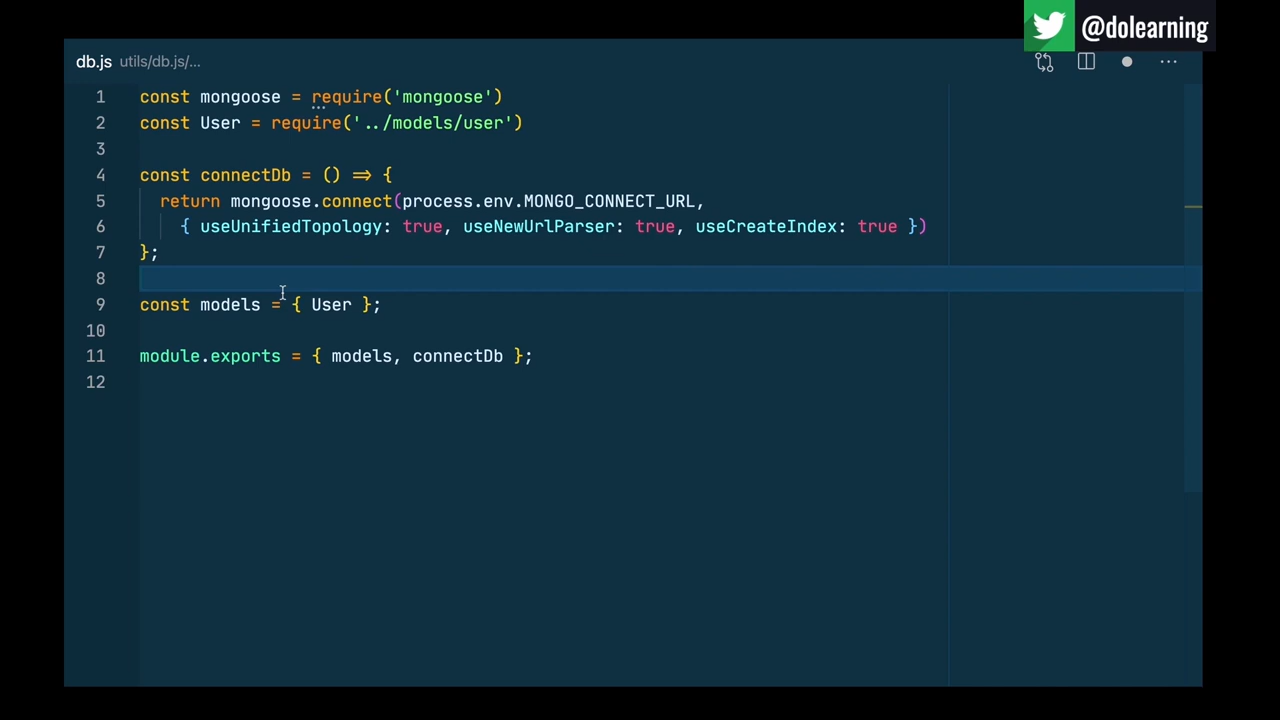 @dolearning
db.js utils/db.js/...
1 const mongoose = require('mongoose')
2 const User = require('../models/user')
3
4 const connectDb = () => {
5 return mongoose.connect(process.env.MONGO_CONNECT_URL,
6 { useUnifiedTopology: true, useNewUrlParser: true, useCreateIndex: true })
7 };
8
9 const models = { User };
10
11 module.exports = { models, connectDb };
12